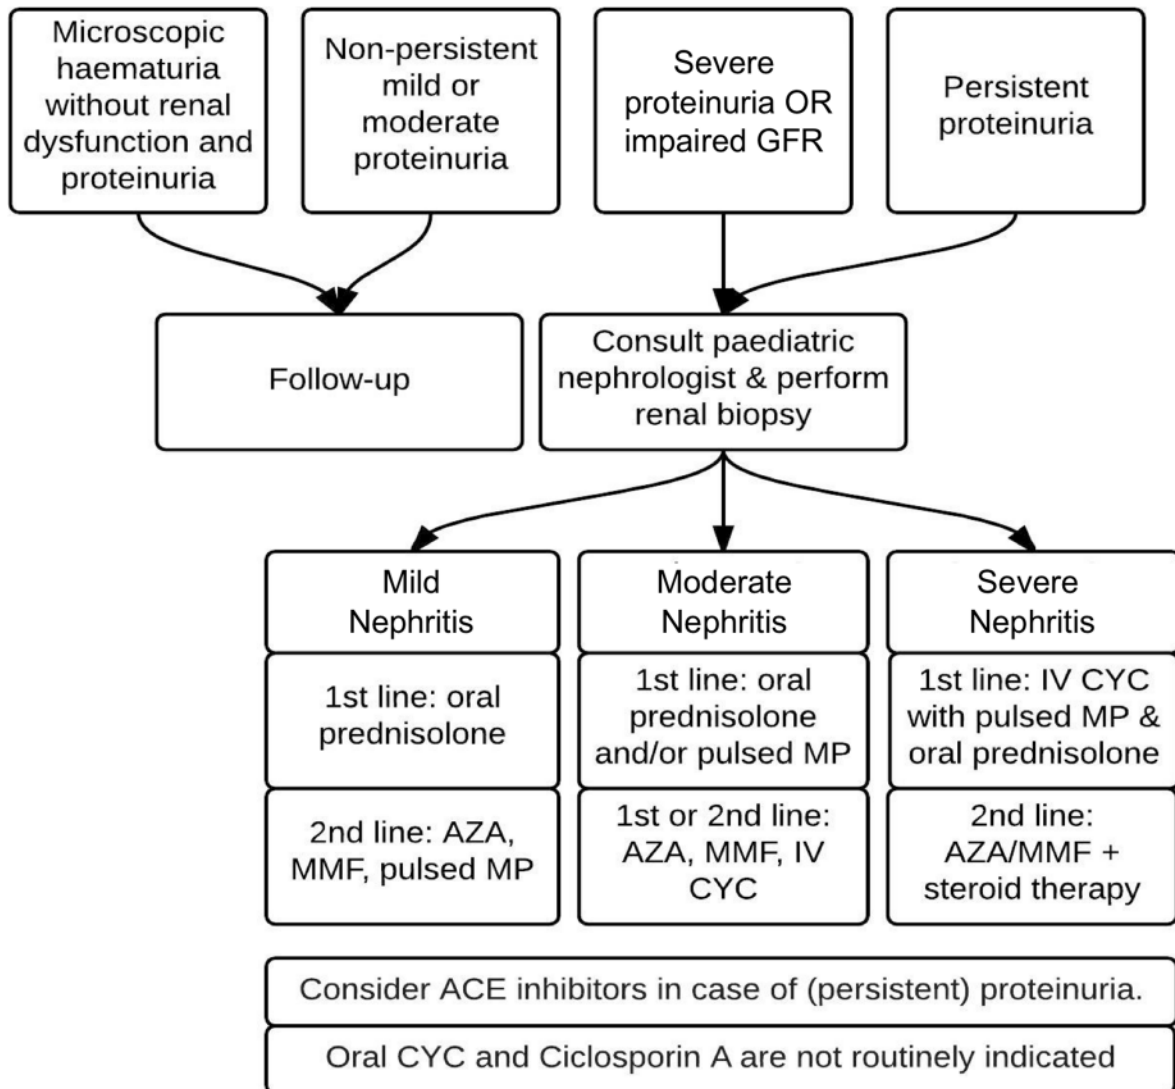 Microscopic
haematuria
without renal
dysfunction and
proteinuria
Non-persistent
mild or
moderate
proteinuria
Severe
proteinuria OR
impaired GFR
Persistent
proteinuria
Follow-up
Consult paediatric
nephrologist & perform
renal biopsy
Mild
Nephritis
1st line: oral
prednisolone
2nd line: AZA,
MMF, pulsed MP
Moderate
Nephritis
1st line: oral
prednisolone
and/or pulsed MP
1st or 2nd line:
AZA, MMF, IV
CYC
Severe
Nephritis
1st line: IV CYC
with pulsed MP &
oral prednisolone
2nd line:
AZA/MMF +
steroid therapy
Consider ACE inhibitors in case of (persistent) proteinuria.
Oral CYC and Ciclosporin A are not routinely indicated